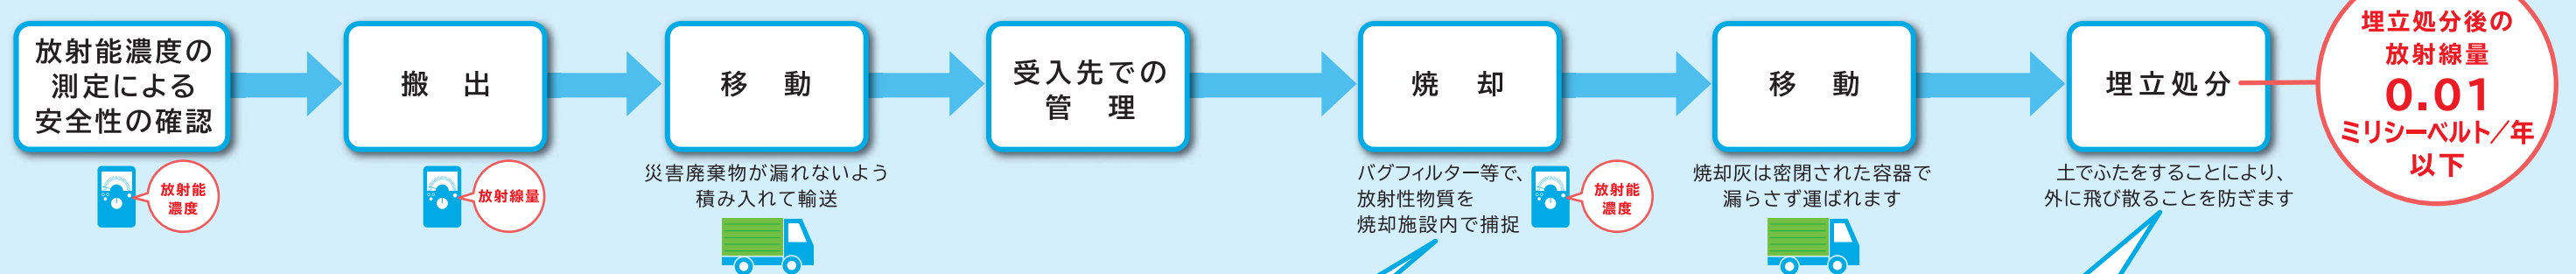 放射能濃度の
測定による
安全性の確認
放射能
濃度
搬 出
放射線量
移 動
災害廃棄物が漏れないよう
積み入れて輸送
受入先での
管 理
焼 却
バグフィルター等で、
放射性物質を
焼却施設内で捕捉
放射能
濃度
移 動
焼却灰は密閉された容器で
漏らさず運ばれます
埋立処分
土でふたをすることにより、
外に飛び散ることを防ぎます
埋立処分後の
放射線量
0.01
ミリシーベルト／年
以下